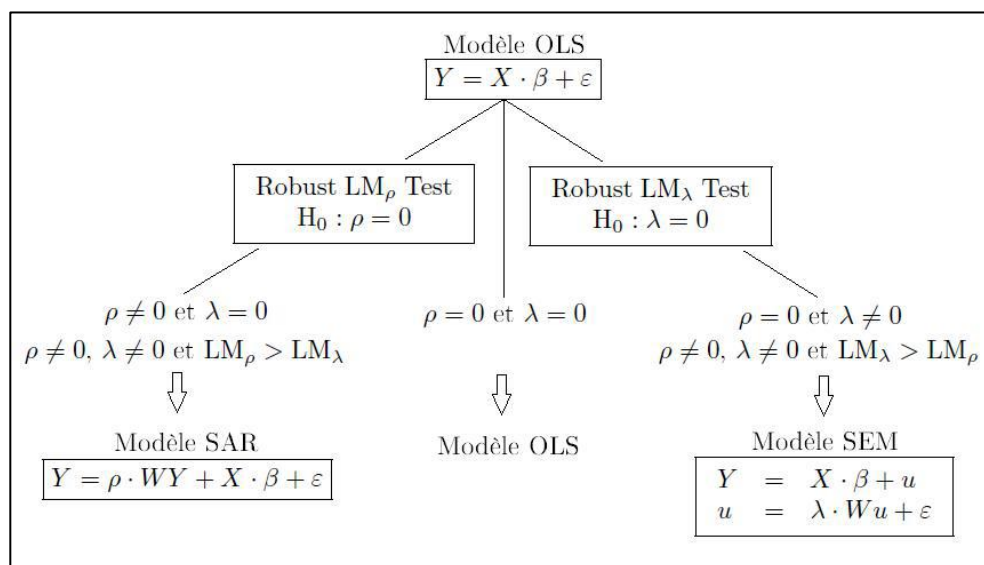 Modèle OLS
Y = X · β + ε
Robust LMρ Test
H0 : ρ = 0
Robust LMλ Test
H0 : λ = 0
ρ ≠ 0 et λ = 0
ρ ≠ 0, λ ≠ 0 et LMρ > LMλ
ρ = 0 et λ = 0
ρ = 0 et λ ≠ 0
ρ ≠ 0, λ ≠ 0 et LMλ > LMρ
Modèle SAR
Y = ρ · WY + X · β + ε
Modèle OLS
Modèle SEM
Y = X · β + u
u = λ · Wu + ε